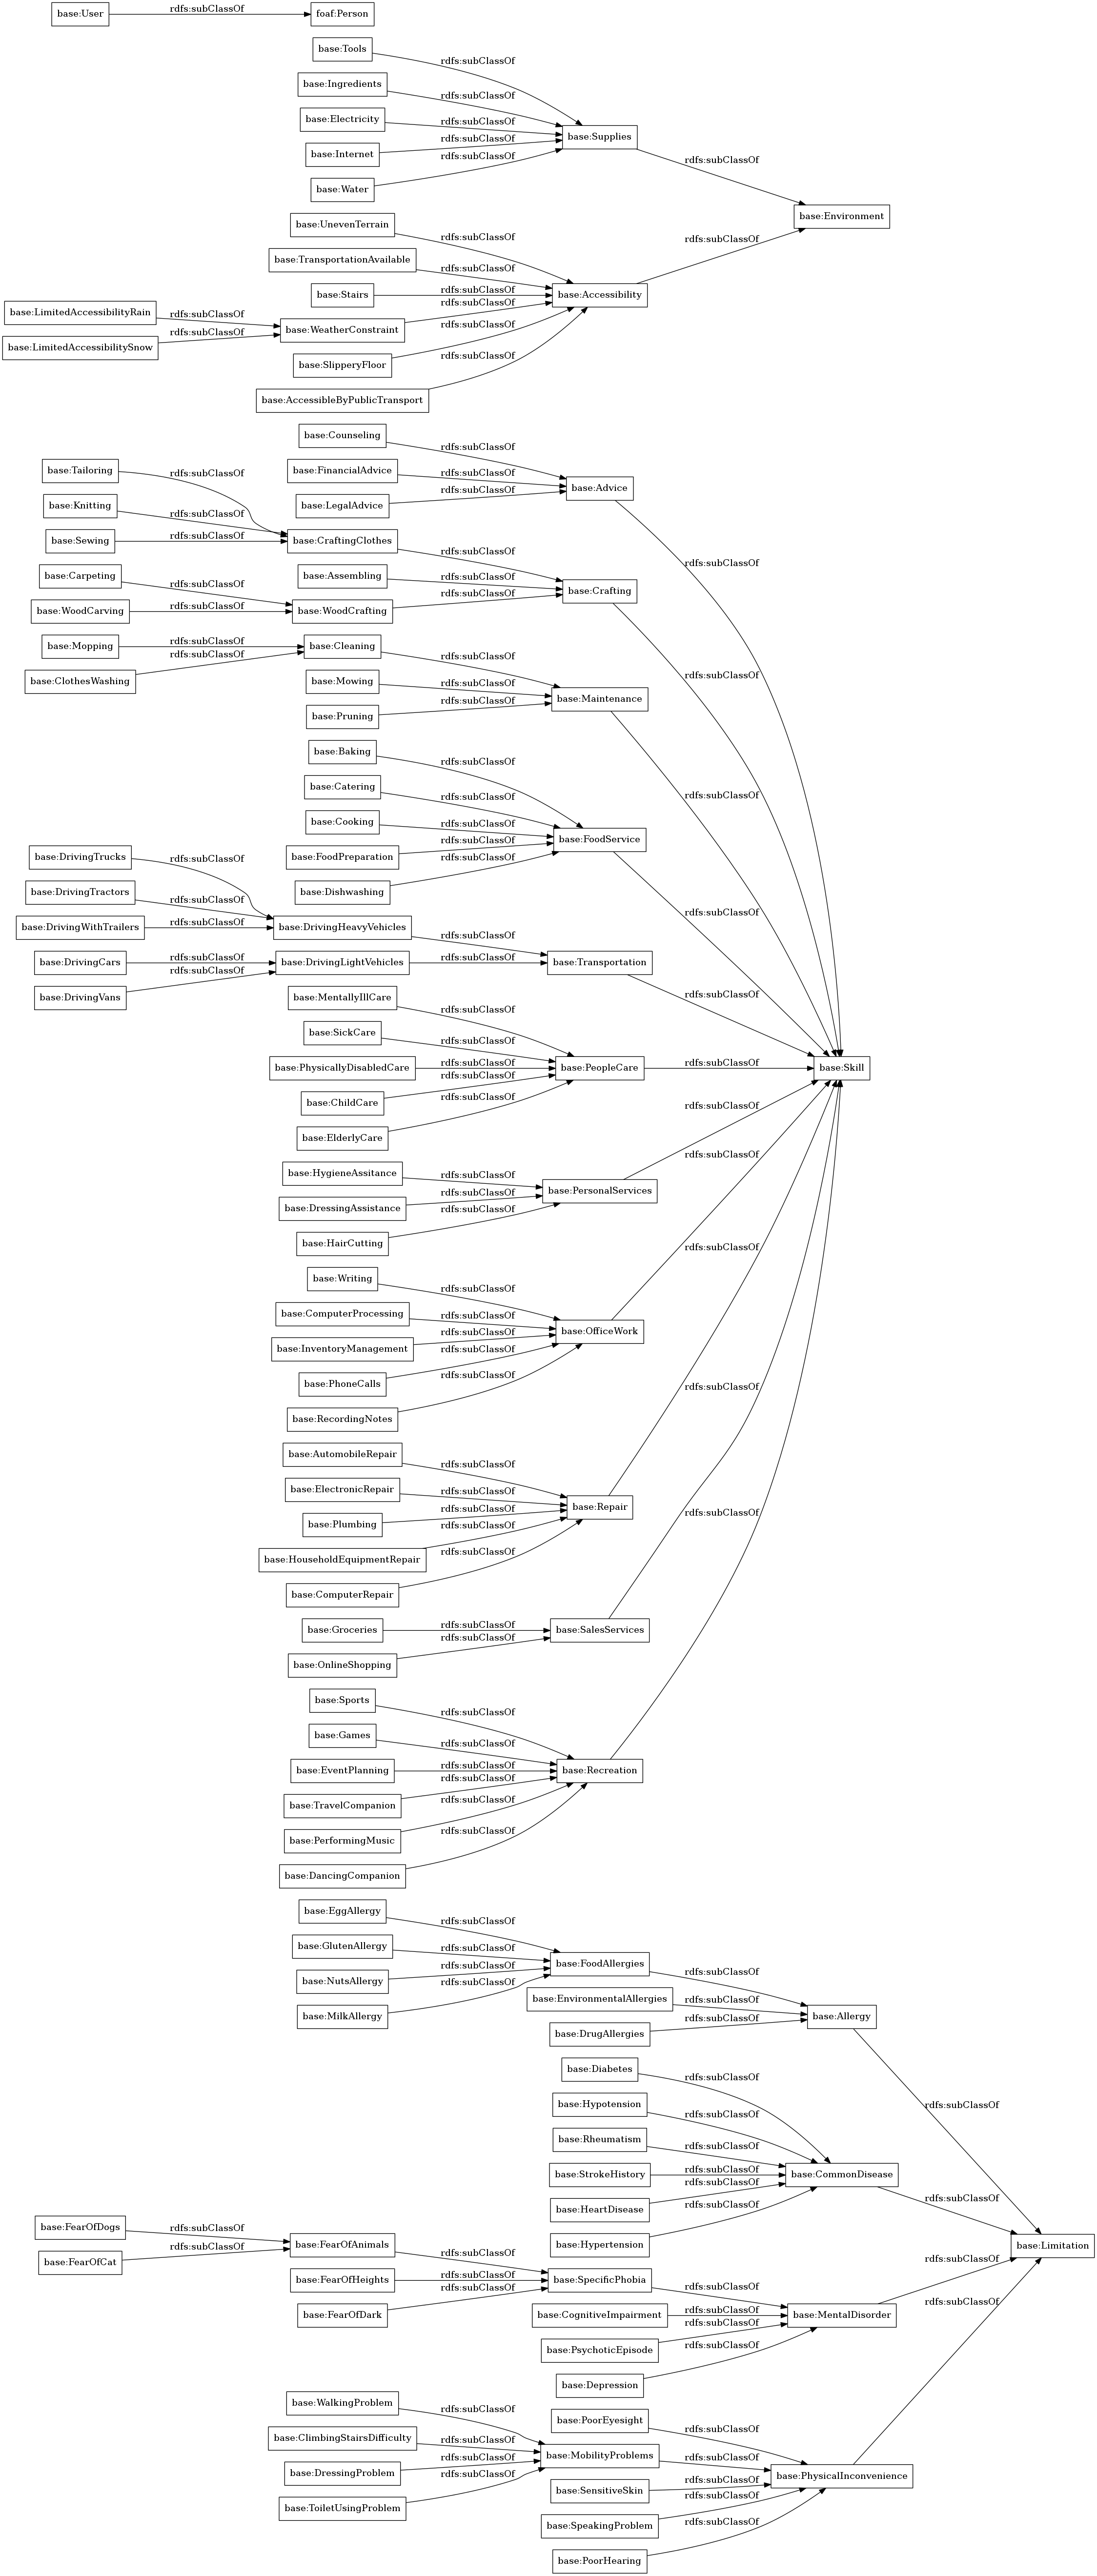 base:User
rdfs:subClassOf
foaf:Person
base:Tools
rdfs:subClassOf
base:Ingredients
rdfs:subClassOf
base:Electricity
rdfs:subClassOf
base:Supplies
base:Internet
rdfs:subClassOf
base:Water
rdfs:subClassOf
rdfs:subClassOf
base:Environment
base:UnevenTerrain
rdfs:subClassOf
rdfs:subClassOf
base:TransportationAvailable
rdfs:subClassOf
base:Stairs
rdfs:subClassOf
base:Accessibility
base:LimitedAccessibilityRain
rdfs:subClassOf
base:WeatherConstraint
rdfs:subClassOf
base:LimitedAccessibilitySnow
rdfs:subClassOf
base:SlipperyFloor
rdfs:subClassOf
base:AccessibleByPublicTransport
rdfs:subClassOf
base:Counseling
rdfs:subClassOf
base:FinancialAdvice
rdfs:subClassOf
base:Advice
base:LegalAdvice
rdfs:subClassOf
rdfs:subClassOf
base:Tailoring
rdfs:subClassOf
base:Knitting
rdfs:subClassOf
base:Sewing
rdfs:subClassOf
base:CraftingClothes
rdfs:subClassOf
base:Assembling
rdfs:subClassOf
base:Crafting
base:Carpeting
rdfs:subClassOf
base:WoodCarving
rdfs:subClassOf
base:WoodCrafting
rdfs:subClassOf
rdfs:subClassOf
base:Mopping
rdfs:subClassOf
base:Cleaning
rdfs:subClassOf
base:ClothesWashing
rdfs:subClassOf
base:Mowing
rdfs:subClassOf
base:Maintenance
base:Pruning
rdfs:subClassOf
rdfs:subClassOf
base:Baking
rdfs:subClassOf
base:Catering
rdfs:subClassOf
base:Cooking
rdfs:subClassOf
base:FoodService
base:FoodPreparation
rdfs:subClassOf
base:Dishwashing
rdfs:subClassOf
rdfs:subClassOf
base:DrivingTrucks
rdfs:subClassOf
base:DrivingTractors
rdfs:subClassOf
base:DrivingWithTrailers
rdfs:subClassOf
base:DrivingHeavyVehicles
rdfs:subClassOf
base:DrivingCars
rdfs:subClassOf
base:DrivingLightVehicles
rdfs:subClassOf
base:Transportation
base:DrivingVans
rdfs:subClassOf
rdfs:subClassOf
base:MentallyIllCare
rdfs:subClassOf
base:SickCare
rdfs:subClassOf
base:PhysicallyDisabledCare
rdfs:subClassOf
base:PeopleCare
rdfs:subClassOf
base:Skill
base:ChildCare
rdfs:subClassOf
base:ElderlyCare
rdfs:subClassOf
rdfs:subClassOf
base:HygieneAssitance
rdfs:subClassOf
rdfs:subClassOf
base:DressingAssistance
rdfs:subClassOf
base:PersonalServices
base:HairCutting
rdfs:subClassOf
rdfs:subClassOf
base:Writing
rdfs:subClassOf
base:ComputerProcessing
rdfs:subClassOf
base:OfficeWork
base:InventoryManagement
rdfs:subClassOf
base:PhoneCalls
rdfs:subClassOf
base:RecordingNotes
rdfs:subClassOf
rdfs:subClassOf
base:AutomobileRepair
rdfs:subClassOf
base:ElectronicRepair
rdfs:subClassOf
base:Repair
rdfs:subClassOf
base:Plumbing
rdfs:subClassOf
base:HouseholdEquipmentRepair
rdfs:subClassOf
base:ComputerRepair
rdfs:subClassOf
base:Groceries
rdfs:subClassOf
base:SalesServices
base:OnlineShopping
rdfs:subClassOf
base:Sports
rdfs:subClassOf
base:Games
rdfs:subClassOf
base:EventPlanning
rdfs:subClassOf
base:Recreation
base:TravelCompanion
rdfs:subClassOf
base:PerformingMusic
rdfs:subClassOf
base:DancingCompanion
rdfs:subClassOf
base:EggAllergy
rdfs:subClassOf
base:GlutenAllergy
rdfs:subClassOf
base:FoodAllergies
rdfs:subClassOf
base:NutsAllergy
rdfs:subClassOf
base:EnvironmentalAllergies
rdfs:subClassOf
base:MilkAllergy
rdfs:subClassOf
base:Allergy
base:DrugAllergies
rdfs:subClassOf
base:Diabetes
rdfs:subClassOf
base:Hypotension
rdfs:subClassOf
rdfs:subClassOf
base:Rheumatism
rdfs:subClassOf
base:StrokeHistory
rdfs:subClassOf
base:CommonDisease
base:HeartDisease
rdfs:subClassOf
rdfs:subClassOf
base:Hypertension
rdfs:subClassOf
base:Limitation
base:FearOfDogs
rdfs:subClassOf
base:FearOfAnimals
rdfs:subClassOf
base:FearOfCat
rdfs:subClassOf
base:FearOfHeights
rdfs:subClassOf
base:SpecificPhobia
rdfs:subClassOf
rdfs:subClassOf
base:FearOfDark
rdfs:subClassOf
base:CognitiveImpairment
rdfs:subClassOf
base:MentalDisorder
rdfs:subClassOf
base:PsychoticEpisode
rdfs:subClassOf
base:Depression
rdfs:subClassOf
base:WalkingProblem
rdfs:subClassOf
base:PoorEyesight
rdfs:subClassOf
base:ClimbingStairsDifficulty
rdfs:subClassOf
base:MobilityProblems
rdfs:subClassOf
base:DressingProblem
rdfs:subClassOf
base:PhysicalInconvenience
base:SensitiveSkin
rdfs:subClassOf
base:ToiletUsingProblem
rdfs:subClassOf
base:SpeakingProblem
rdfs:subClassOf
base:PoorHearing
rdfs:subClassOf